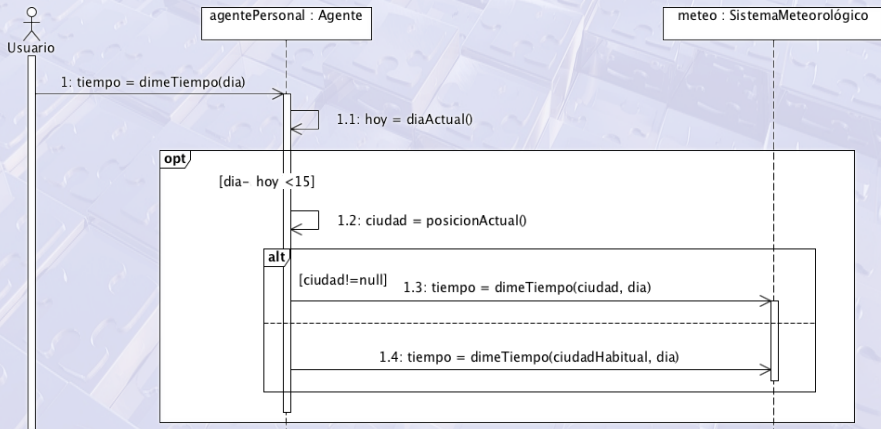 agentePersonal : Agente
meteo : SistemaMeteorológico
Usuario
1: tiempo = dimeTiempo(dia)
1.1: hoy = diaActual()
opt
[dia- hoy <15]
1.2: ciudad = posicionActual()
alt
[ciudad!=null]
1.3: tiempo = dimeTiempo(ciudad, dia)
1.4: tiempo = dimeTiempo(ciudadHabitual, dia)